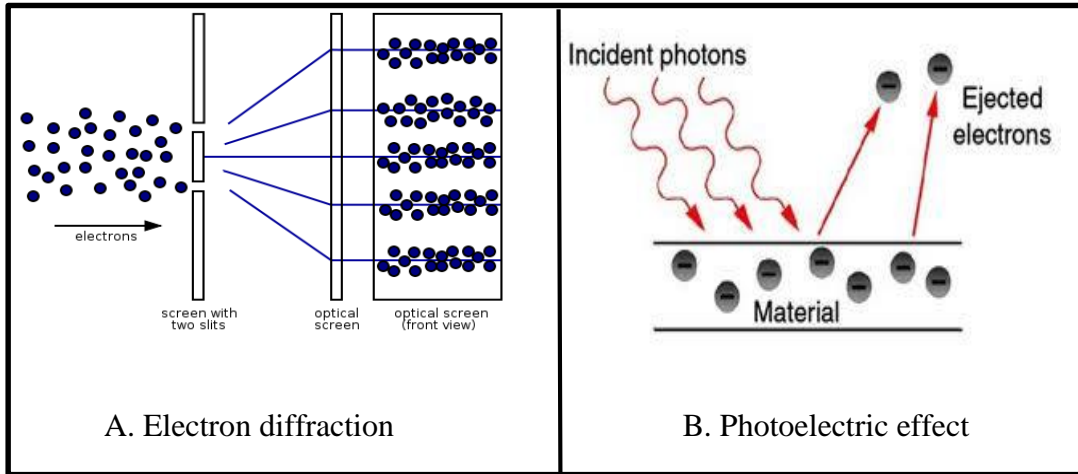 electrons
screen with
two slits
optical
screen
optical screen
(front view)
A. Electron diffraction
Incident photons
Ejected
electrons
Material
B. Photoelectric effect